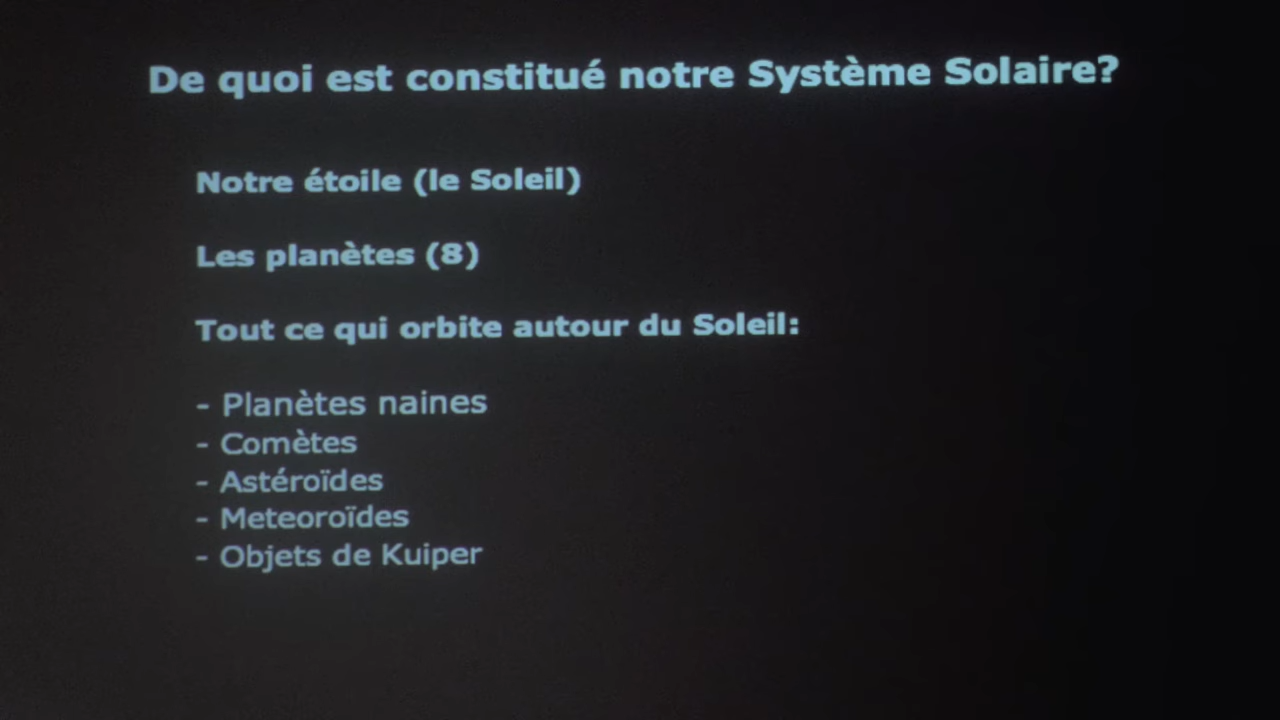 De quoi est constitué notre Système Solaire?
Notre étoile (le Soleil)
Les planètes (8)
Tout ce qui orbite autour du Soleil:
- Planètes naines
- Comètes
- Astéroïdes
- Meteoroïdes
- Objets de Kuiper